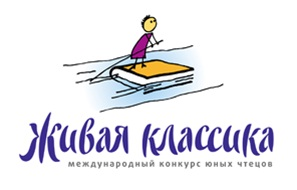 Живая классика
международный конкурс юных чтецов